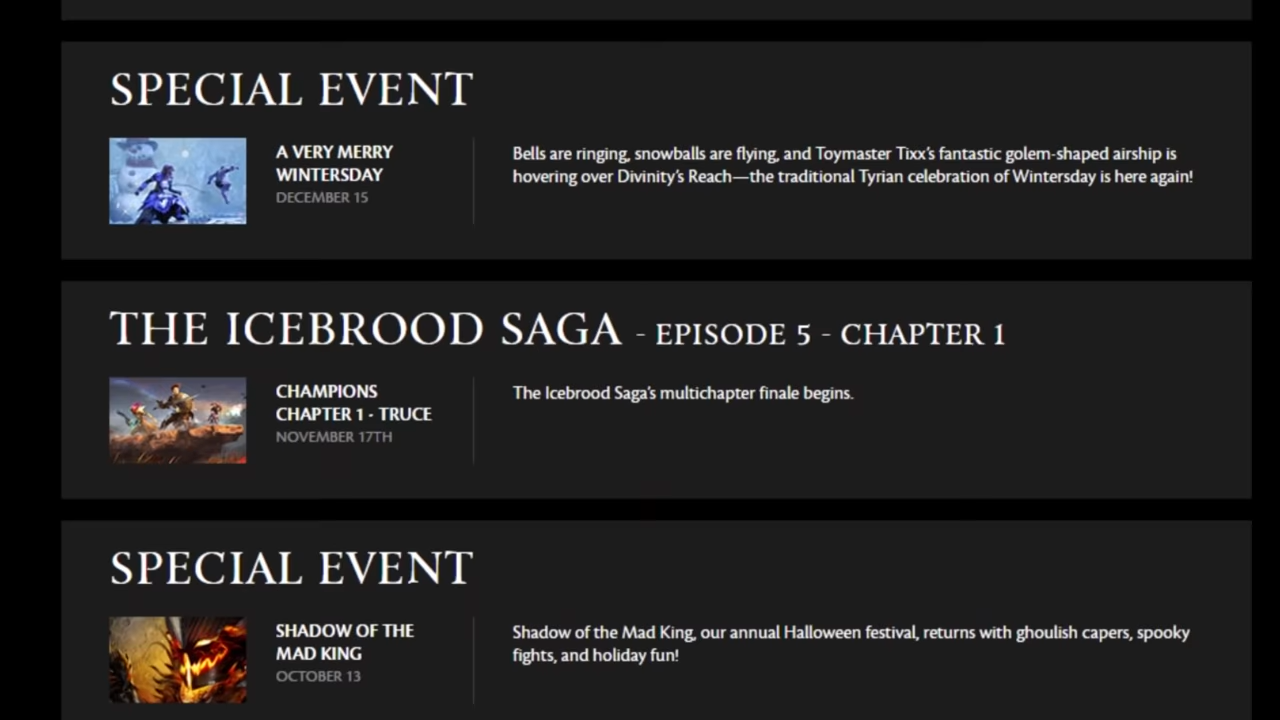 SPECIAL EVENT
A VERY MERRY
WINTERSDAY
DECEMBER 15
Bells are ringing, snowballs are flying, and Toymaster Tixx's fantastic golem-shaped airship is
hovering over Divinity's Reach—the traditional Tyrian celebration of Wintersday is here again!
THE ICEBROOD SAGA - EPISODE 5 - CHAPTER 1
CHAMPIONS
CHAPTER 1 - TRUCE
NOVEMBER 17TH
The Icebrood Saga's multichapter finale begins.
SPECIAL EVENT
SHADOW OF THE
MAD KING
OCTOBER 13
Shadow of the Mad King, our annual Halloween festival, returns with ghoulish capers, spooky
fights, and holiday fun!